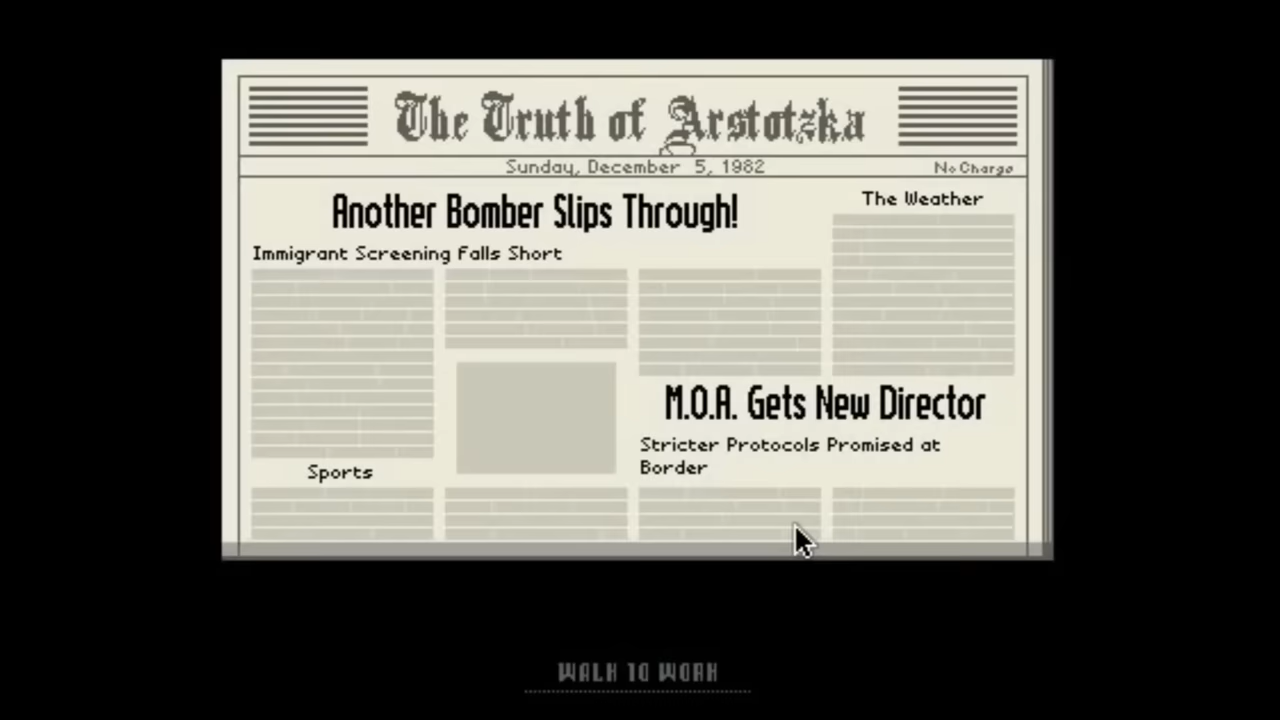 The Truth of Arstotzka
Sunday, December 5, 1982
No Charge
Another Bomber Slips Through!
Immigrant Screening Falls Short
The Weather
M.O.A. Gets New Director
Stricter Protocols Promised at
Border
Sports
WALK TO WORK